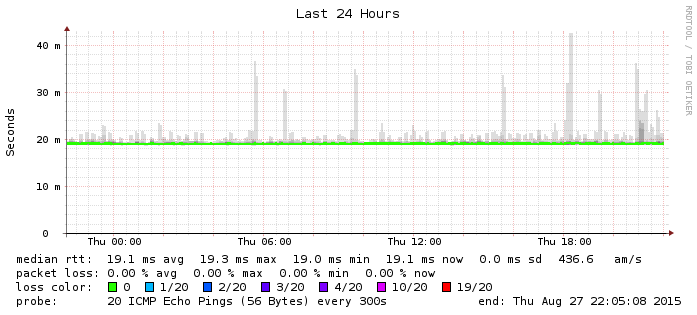 Last 24 Hours
RRDTOOL / TOBI OETIKER
Seconds
40 m
30 m
20 m
10 m
0
Thu 00:00 Thu 06:00 Thu 12:00 Thu 18:00
median rtt: 19.1 ms avg 19.3 ms max 19.0 ms min 19.1 ms now 0.0 ms sd 436.6 am/s
packet loss: 0.00 % avg 0.00 % max 0.00 % min 0.00 % now
loss color: 0 1/20 2/20 3/20 4/20 10/20 19/20
probe: 20 ICMP Echo Pings (56 Bytes) every 300s end: Thu Aug 27 22:05:08 2015